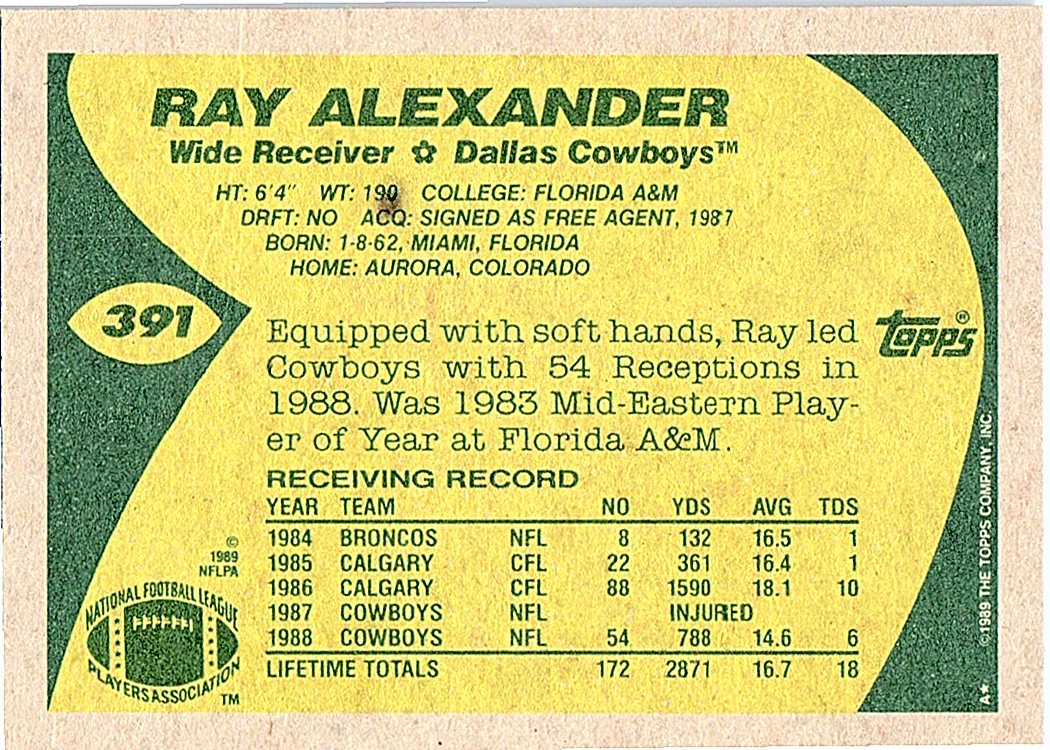 RAY ALEXANDER
Wide Receiver ✩ Dallas Cowboys™
HT: 6'4" WT: 190 COLLEGE: FLORIDA A&M
DRFT: NO ACQ: SIGNED AS FREE AGENT, 1987
BORN: 1-8-62, MIAMI, FLORIDA
HOME: AURORA, COLORADO
391
Equipped with soft hands, Ray led
Cowboys with 54 Receptions in
1988. Was 1983 Mid-Eastern Play-
er of Year at Florida A&M.
topps®
RECEIVING RECORD
YEAR TEAM NO YDS AVG TDS
1984 BRONCOS NFL 8 132 16.5 1
1985 CALGARY CFL 22 361 16.4 1
1986 CALGARY CFL 88 1590 18.1 10
1987 COWBOYS NFL INJURED
1988 COWBOYS NFL 54 788 14.6 6
LIFETIME TOTALS 172 2871 16.7 18
©
1989
NFLPA
NATIONAL FOOTBALL LEAGUE
PLAYERS ASSOCIATION
TM
©1989 THE TOPPS COMPANY, INC.
A★